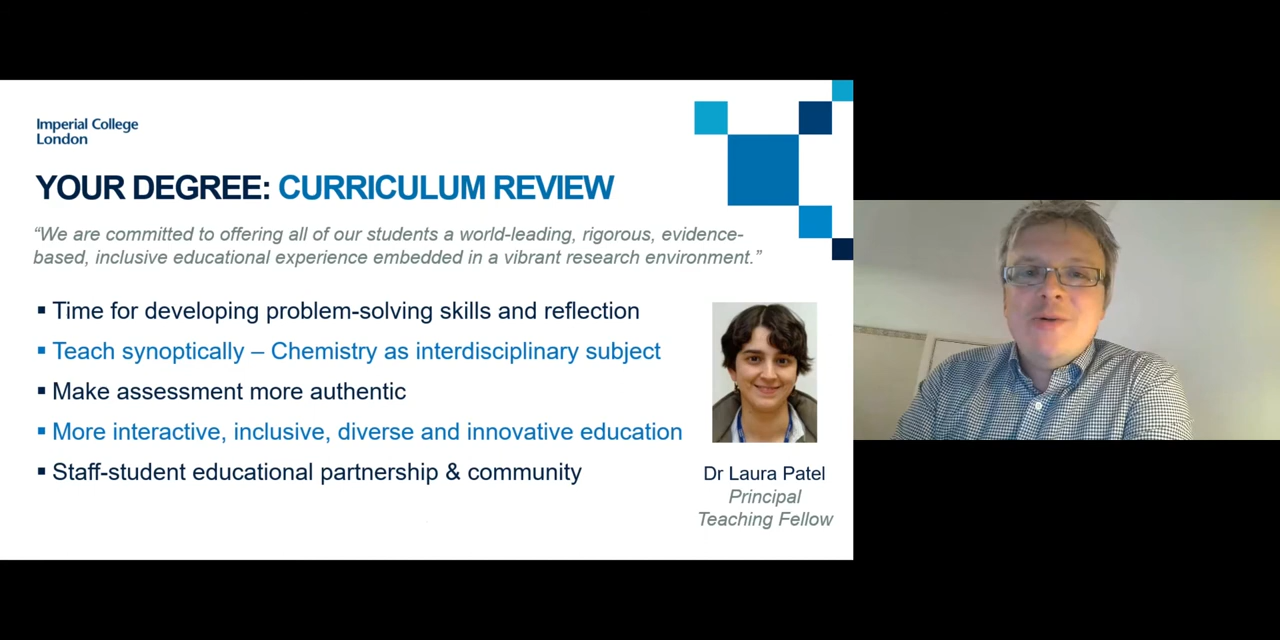 Imperial College
London
YOUR DEGREE: CURRICULUM REVIEW
“We are committed to offering all of our students a world-leading, rigorous, evidence-
based, inclusive educational experience embedded in a vibrant research environment.”
▪ Time for developing problem-solving skills and reflection
▪ Teach synoptically – Chemistry as interdisciplinary subject
▪ Make assessment more authentic
▪ More interactive, inclusive, diverse and innovative education
▪ Staff-student educational partnership & community
Dr Laura Patel
Principal
Teaching Fellow